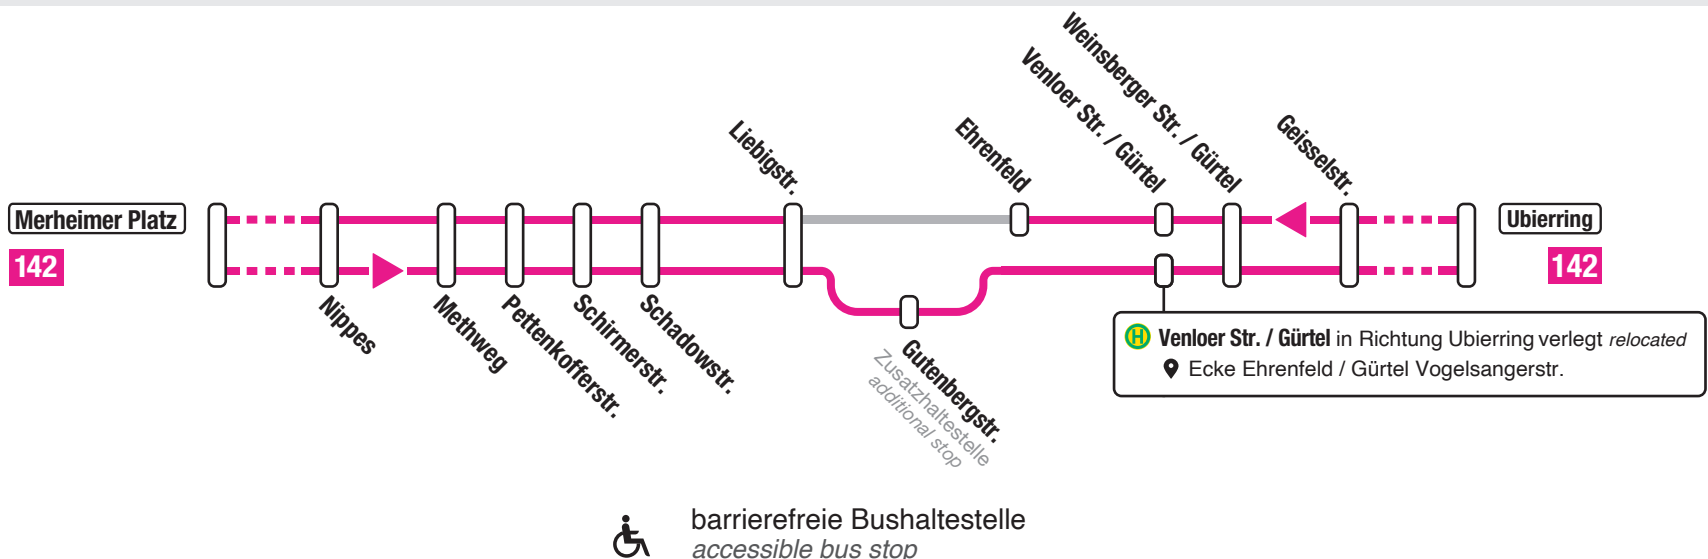 Merheimer Platz
142
Nippes
Methweg
Pettenkofferstr.
Schirmerstr.
Schadowstr.
Liebigstr.
Gutenbergstr.
Zusatzhaltestelle
additional stop
Ehrenfeld
Venloer Str. / Gürtel
Weinsberger Str. / Gürtel
Geisselstr.
Ubierring
142
H Venloer Str. / Gürtel in Richtung Ubierring verlegt relocated
Ecke Ehrenfeld / Gürtel Vogelsangerstr.
barrierefreie Bushaltestelle
accessible bus stop